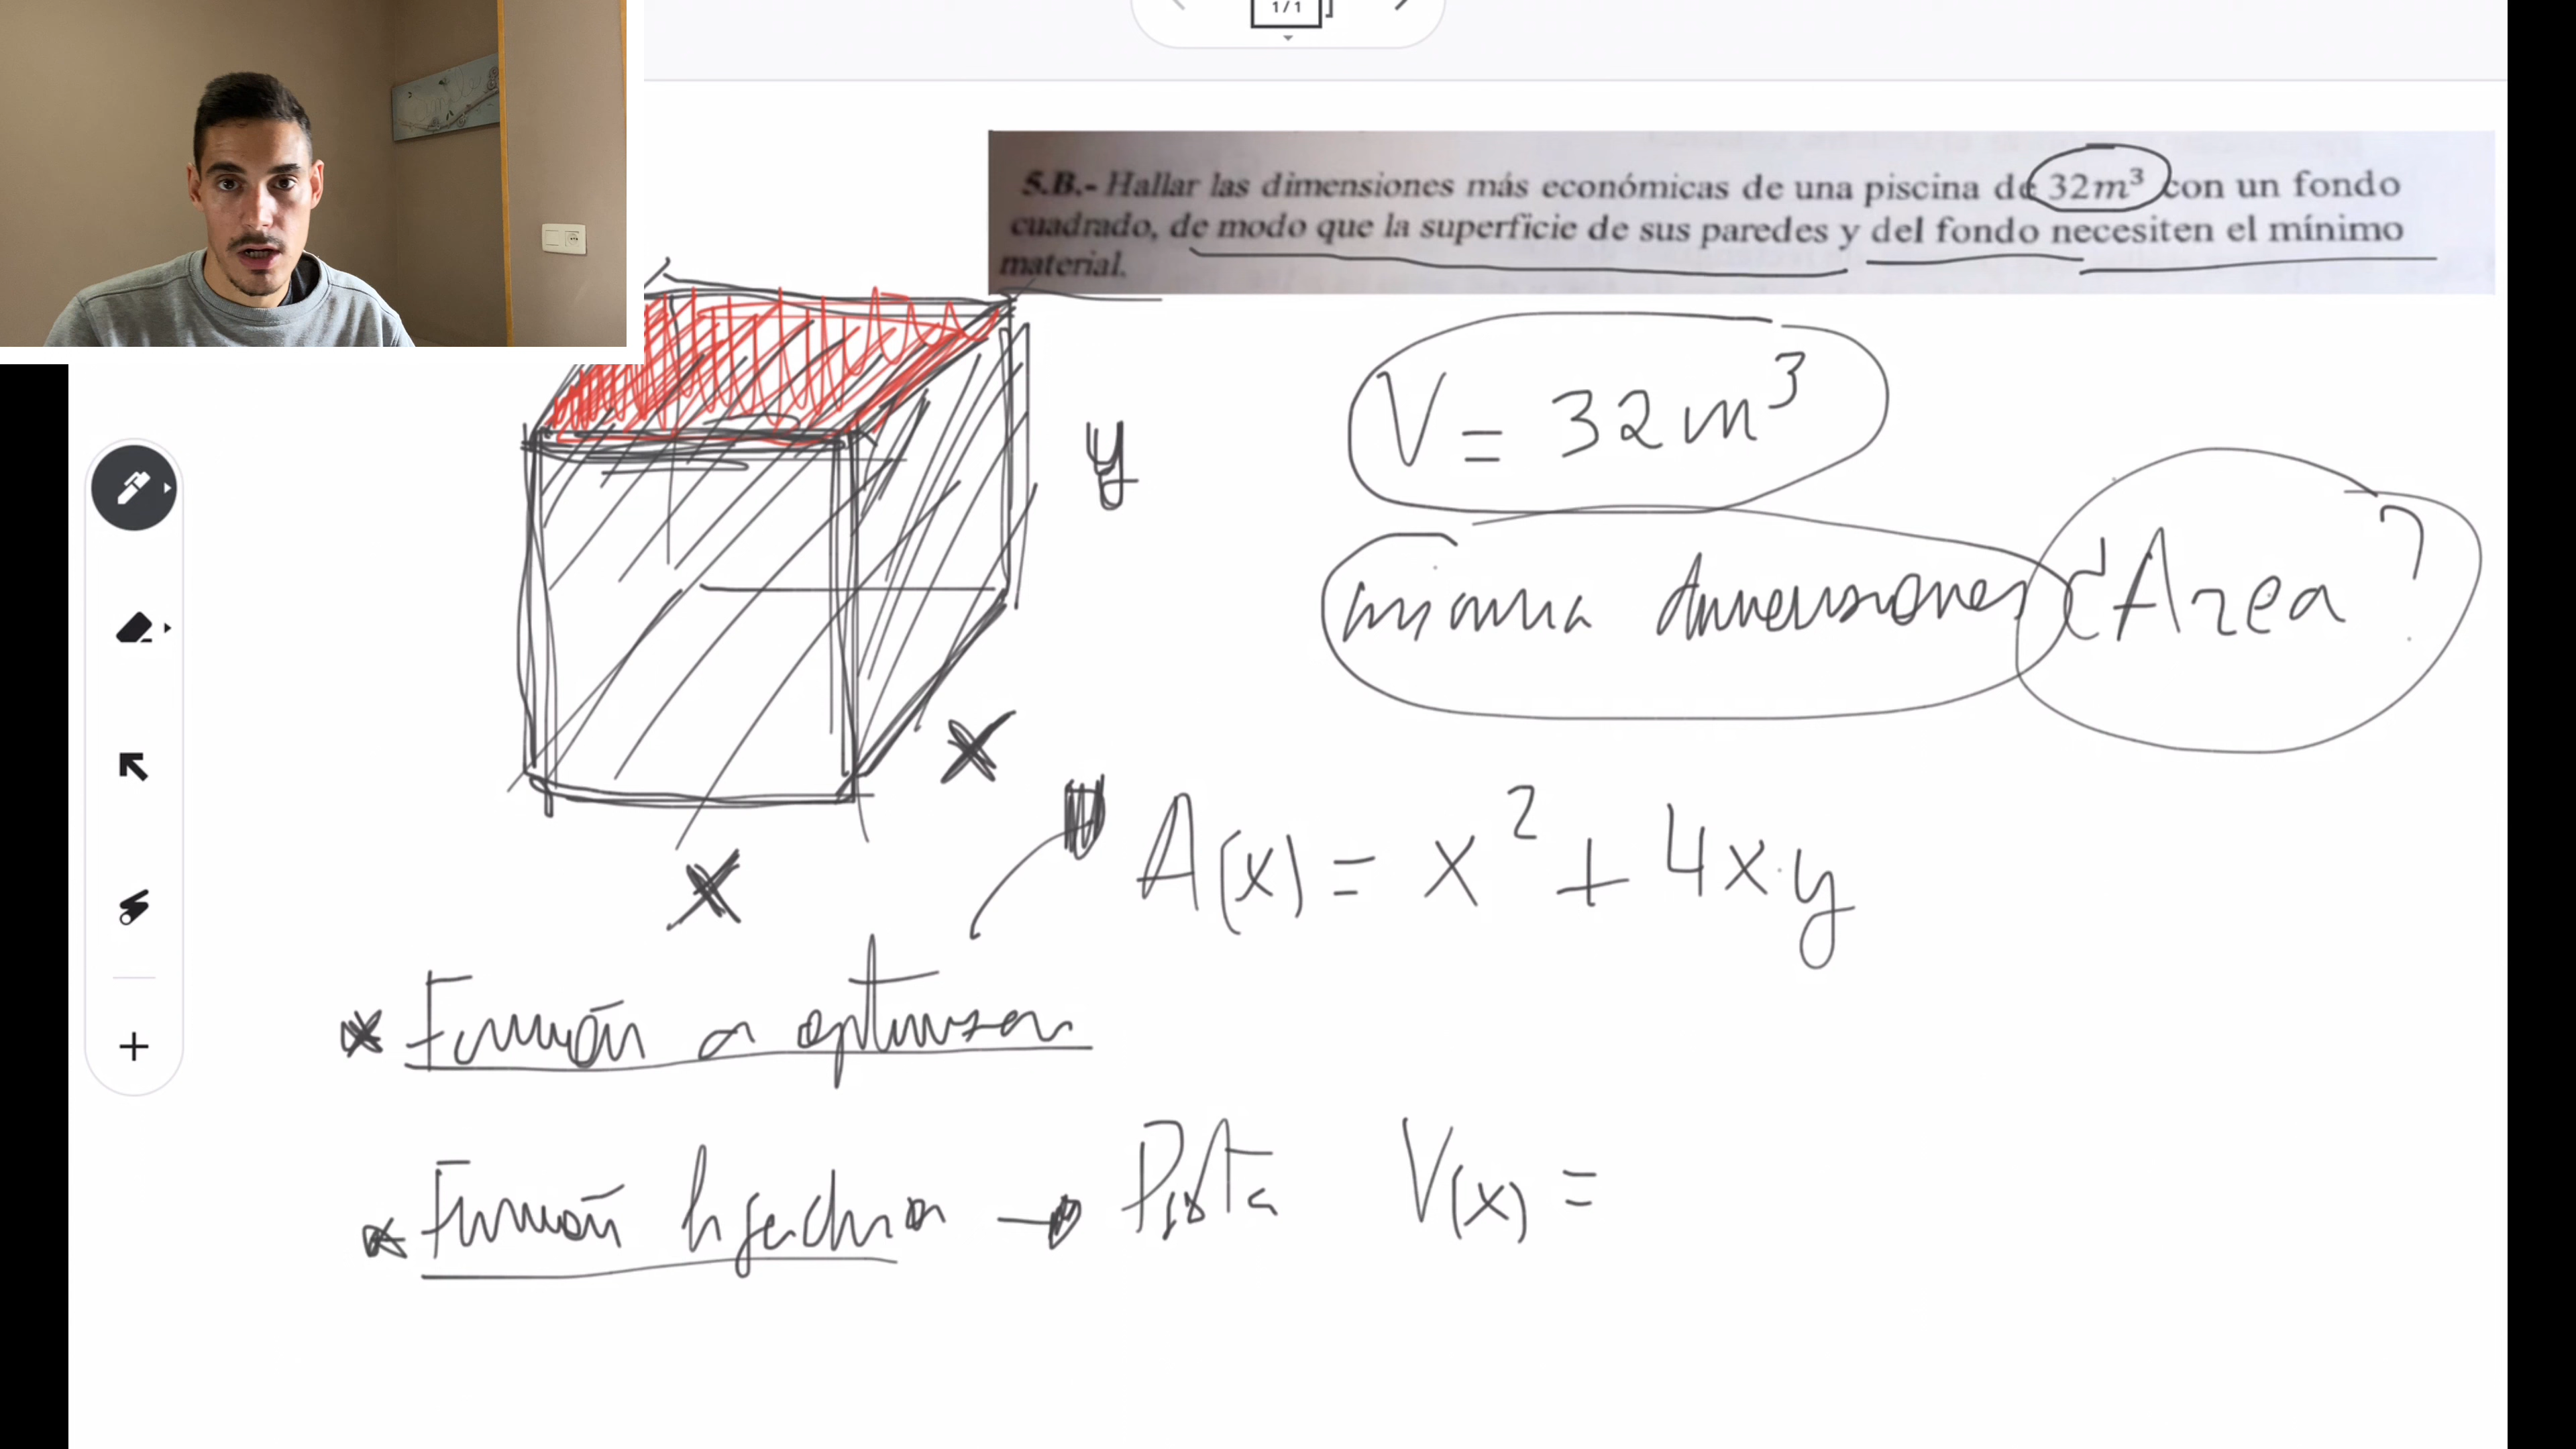 1/1
5.B.- Hallar las dimensiones más económicas de una piscina de 32m³ con un fondo
cuadrado, de modo que la superficie de sus paredes y del fondo necesiten el mínimo
material.
V = 32m³
y
dimensiones ¿Area?
x
x
A(x) = x² + 4x·y
* Función a optimizar
* Función ligadura → Pista V(x) =